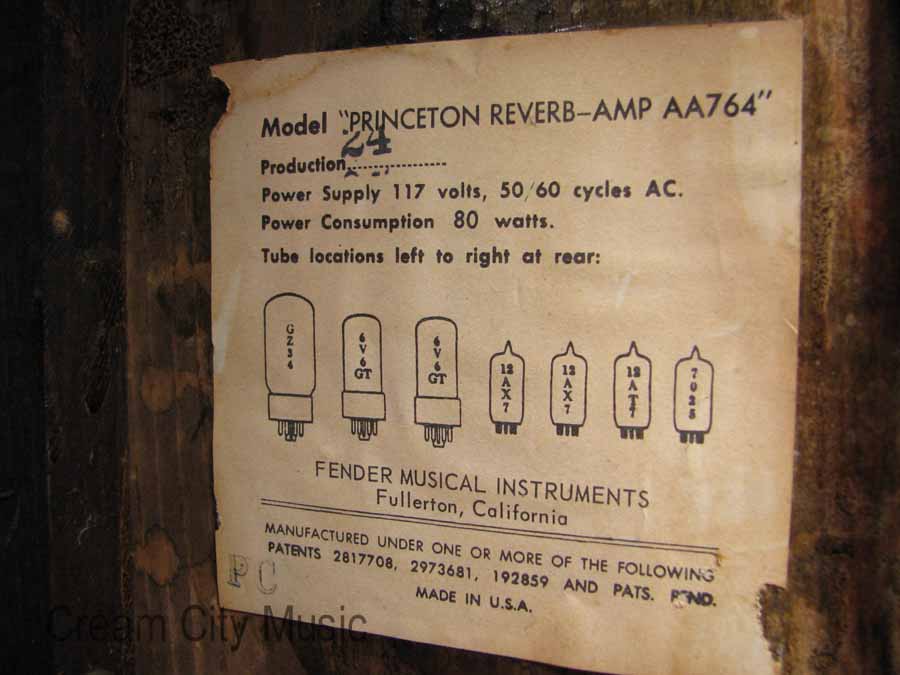 Model "PRINCETON REVERB-AMP AA764"
24
Production
Power Supply 117 volts, 50/60 cycles AC.
Power Consumption 80 watts.
Tube locations left to right at rear:
GZ34 6V6GT 6V6GT 12AX7 12AX7 12AT7 7025
FENDER MUSICAL INSTRUMENTS
Fullerton, California
MANUFACTURED UNDER ONE OR MORE OF THE FOLLOWING
PATENTS 2817708, 2973681, 192859 AND PATS. PEND.
MADE IN U.S.A.
PC
Cream City Music